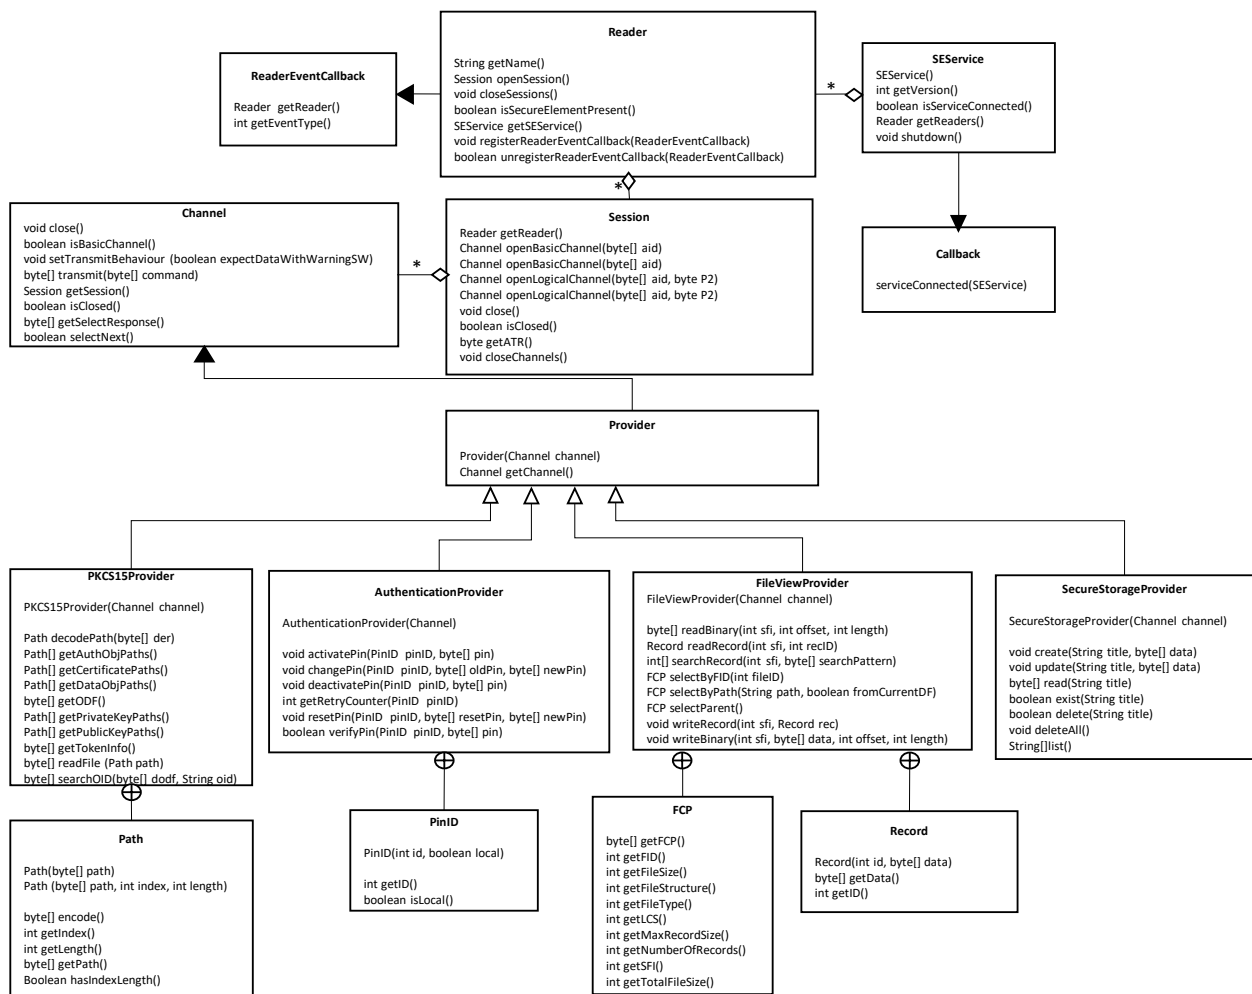 Reader
String getName()
Session openSession()
void closeSessions()
boolean isSecureElementPresent()
SEService getSEService()
void registerReaderEventCallback(ReaderEventCallback)
boolean unregisterReaderEventCallback(ReaderEventCallback)
ReaderEventCallback
Reader getReader()
int getEventType()
*
SEService
SEService()
int getVersion()
boolean isServiceConnected()
Reader getReaders()
void shutdown()
*
Channel
void close()
boolean isBasicChannel()
void setTransmitBehaviour (boolean expectDataWithWarningSW)
byte[] transmit(byte[] command)
Session getSession()
boolean isClosed()
byte[] getSelectResponse()
boolean selectNext()
*
Session
Reader getReader()
Channel openBasicChannel(byte[] aid)
Channel openBasicChannel(byte[] aid)
Channel openLogicalChannel(byte[] aid, byte P2)
Channel openLogicalChannel(byte[] aid, byte P2)
void close()
boolean isClosed()
byte getATR()
void closeChannels()
Callback
serviceConnected(SEService)
Provider
Provider(Channel channel)
Channel getChannel()
PKCS15Provider
PKCS15Provider(Channel channel)
Path decodePath(byte[] der)
Path[] getAuthObjPaths()
Path[] getCertificatePaths()
Path[] getDataObjPaths()
byte[] getODF()
Path[] getPrivateKeyPaths()
Path[] getPublicKeyPaths()
byte[] getTokenInfo()
byte[] readFile (Path path)
byte[] searchOID(byte[] dodf, String oid)
AuthenticationProvider
AuthenticationProvider(Channel)
void activatePin(PinID pinID, byte[] pin)
void changePin(PinID pinID, byte[] oldPin, byte[] newPin)
void deactivatePin(PinID pinID, byte[] pin)
int getRetryCounter(PinID pinID)
void resetPin(PinID pinID, byte[] resetPin, byte[] newPin)
boolean verifyPin(PinID pinID, byte[] pin)
FileViewProvider
FileViewProvider(Channel channel)
byte[] readBinary(int sfi, int offset, int length)
Record readRecord(int sfi, int recID)
int[] searchRecord(int sfi, byte[] searchPattern)
FCP selectByFID(int fileID)
FCP selectByPath(String path, boolean fromCurrentDF)
FCP selectParent()
void writeRecord(int sfi, Record rec)
void writeBinary(int sfi, byte[] data, int offset, int length)
SecureStorageProvider
SecureStorageProvider(Channel channel)
void create(String title, byte[] data)
void update(String title, byte[] data)
byte[] read(String title)
boolean exist(String title)
boolean delete(String title)
void deleteAll()
String[]list()
Path
Path(byte[] path)
Path (byte[] path, int index, int length)
byte[] encode()
int getIndex()
int getLength()
byte[] getPath()
Boolean hasIndexLength()
PinID
PinID(int id, boolean local)
int getID()
boolean isLocal()
FCP
byte[] getFCP()
int getFID()
int getFileSize()
int getFileStructure()
int getFileType()
int getLCS()
int getMaxRecordSize()
int getNumberOfRecords()
int getSFI()
int getTotalFileSize()
Record
Record(int id, byte[] data)
byte[] getData()
int getID()